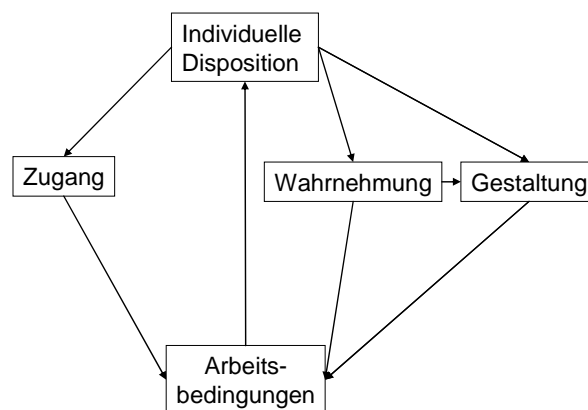 Individuelle
Disposition
Zugang
Wahrnehmung
Gestaltung
Arbeits-
bedingungen